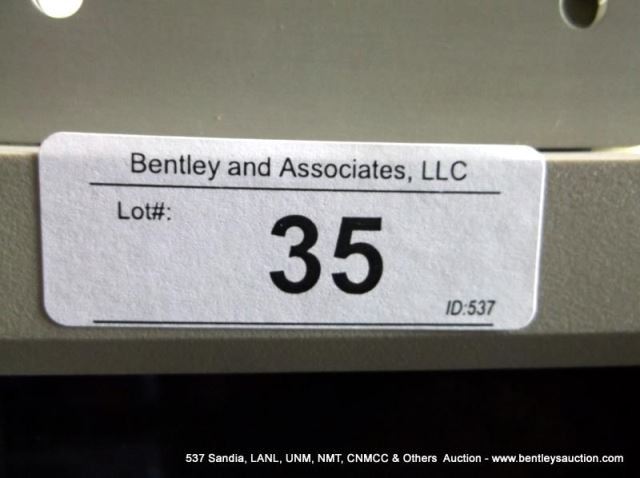 Bentley and Associates, LLC
Lot#:
35
ID:537
537 Sandia, LANL, UNM, NMT, CNMCC & Others Auction - www.bentleysauction.com